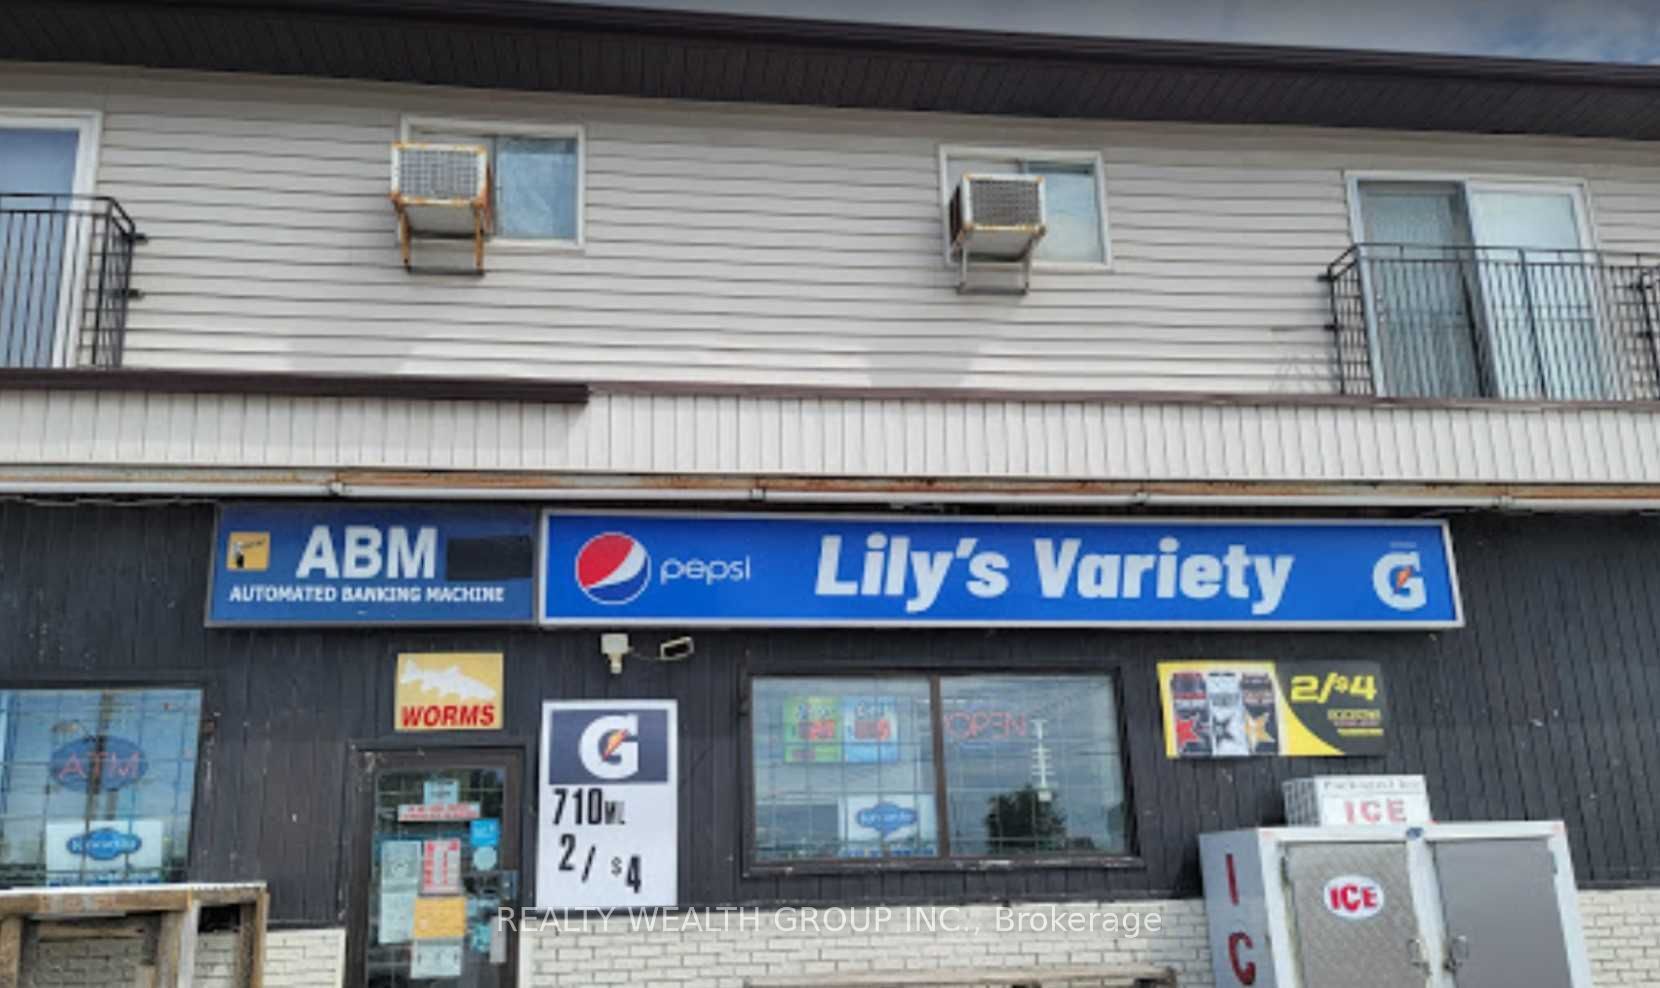 ABM
AUTOMATED BANKING MACHINE
pepsi
Lily's Variety
G
WORMS
G
710ML
2/$4
OPEN
2/$4
ATM
ICE
ICE
IC
REALTY WEALTH GROUP INC., Brokerage